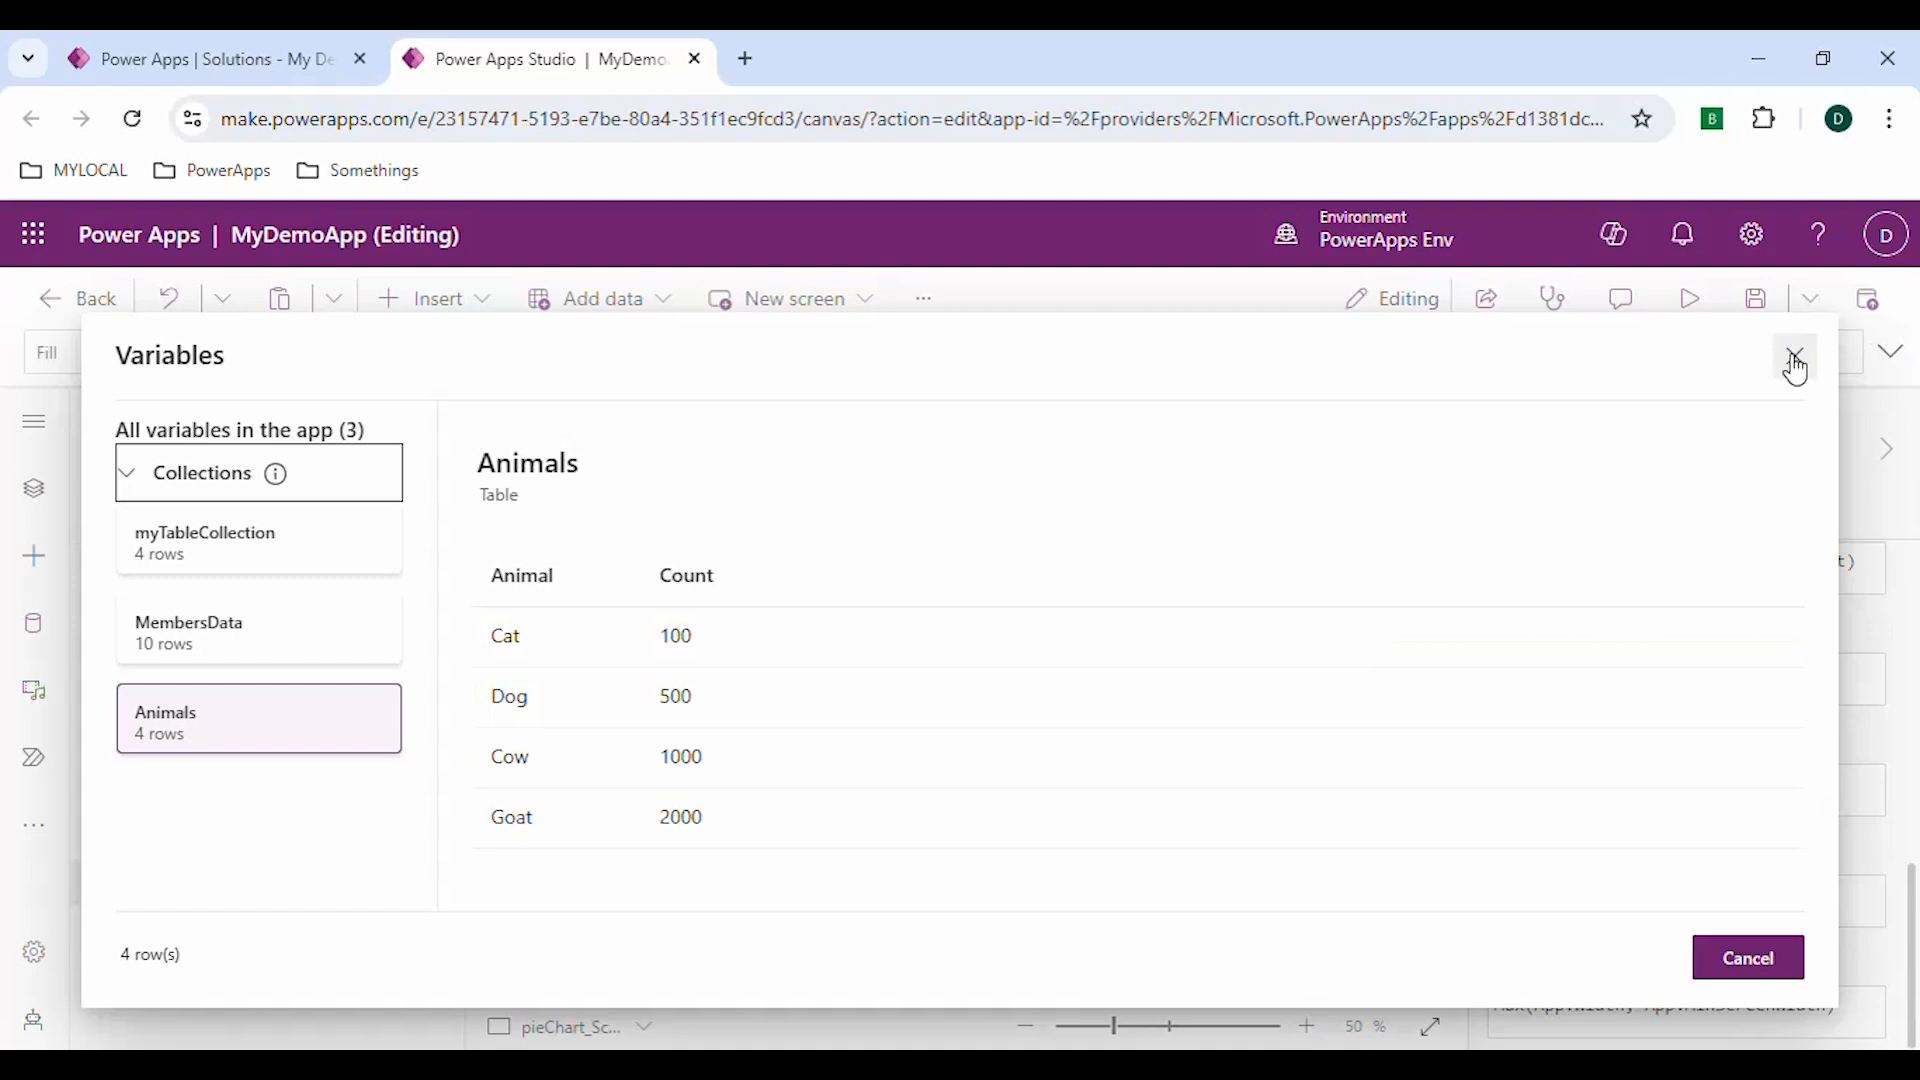 Power Apps | Solutions - My De
Power Apps Studio | MyDemo
make.powerapps.com/e/23157471-5193-e7be-80a4-351f1ec9fcd3/canvas/?action=edit&app-id=%2Fproviders%2FMicrosoft.PowerApps%2Fapps%2Fd1381dc...
B
D
MYLOCAL
PowerApps
Somethings
Power Apps | MyDemoApp (Editing)
Environment
PowerApps Env
D
Back
Insert
Add data
New screen
...
Editing
Fill
Variables
All variables in the app (3)
Collections
myTableCollection
4 rows
MembersData
10 rows
Animals
4 rows
Animals
Table
Animal Count
Cat 100
Dog 500
Cow 1000
Goat 2000
4 row(s)
Cancel
t)
pieChart_Sc...
50 %